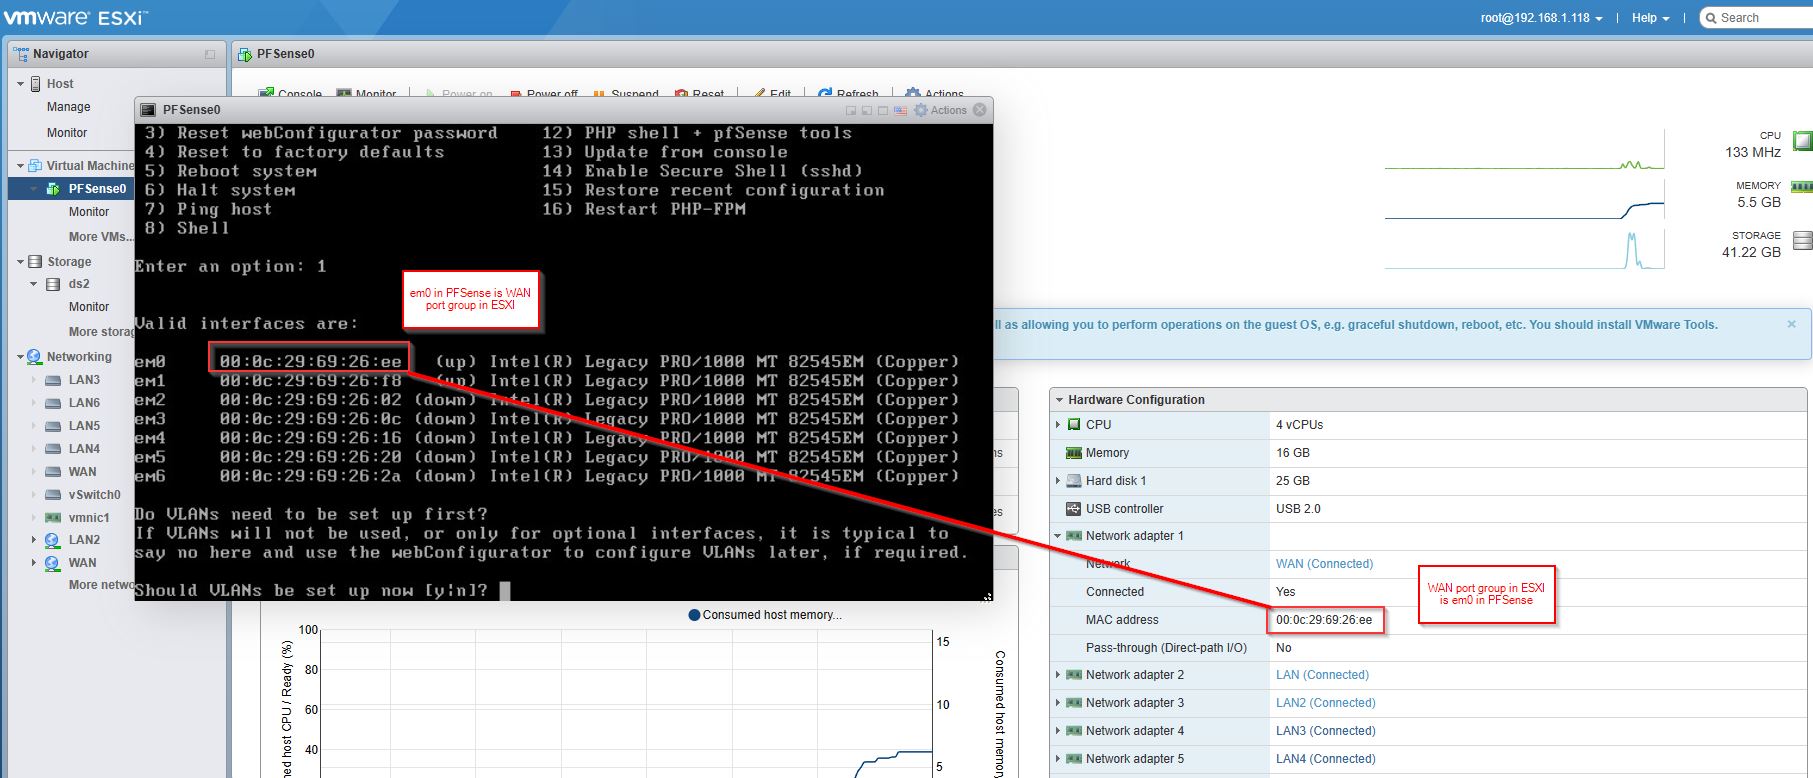 vmware ESXi™
root@192.168.1.118
Help
Search
Navigator
Host
Manage
Monitor
Virtual Machine
PFSense0
Monitor
More VMs...
Storage
ds2
Monitor
More storag
Networking
LAN3
LAN6
LAN5
LAN4
WAN
vSwitch0
vmnic1
LAN2
WAN
More netwo
PFSense0
Console
Monitor
Power on
Power off
Suspend
Reset
Edit
Refresh
Actions
CPU
133 MHz
MEMORY
5.5 GB
STORAGE
41.22 GB
ll as allowing you to perform operations on the guest OS, e.g. graceful shutdown, reboot, etc. You should install VMware Tools.
PFSense0
Actions
3) Reset webConfigurator password 12) PHP shell + pfSense tools
4) Reset to factory defaults 13) Update from console
5) Reboot system 14) Enable Secure Shell (sshd)
6) Halt system 15) Restore recent configuration
7) Ping host 16) Restart PHP-FPM
8) Shell
Enter an option: 1
em0 in PFSense is WAN
port group in ESXI
Valid interfaces are:
em0 00:0c:29:69:26:ee (up) Intel(R) Legacy PRO/1000 MT 82545EM (Copper)
em1 00:0c:29:69:26:f8 (up) Intel(R) Legacy PRO/1000 MT 82545EM (Copper)
em2 00:0c:29:69:26:02 (down) Intel(R) Legacy PRO/1000 MT 82545EM (Copper)
em3 00:0c:29:69:26:0c (down) Intel(R) Legacy PRO/1000 MT 82545EM (Copper)
em4 00:0c:29:69:26:16 (down) Intel(R) Legacy PRO/1000 MT 82545EM (Copper)
em5 00:0c:29:69:26:20 (down) Intel(R) Legacy PRO/1000 MT 82545EM (Copper)
em6 00:0c:29:69:26:2a (down) Intel(R) Legacy PRO/1000 MT 82545EM (Copper)
Do VLANs need to be set up first?
If VLANs will not be used, or only for optional interfaces, it is typical to
say no here and use the webConfigurator to configure VLANs later, if required.
Should VLANs be set up now [y|n]?
ns
es
Consumed host memory...
100
80
60
40
15
10
5
med host CPU / Ready (%)
Consumed host memory
Hardware Configuration
CPU 4 vCPUs
Memory 16 GB
Hard disk 1 25 GB
USB controller USB 2.0
Network adapter 1
Network WAN (Connected)
Connected Yes
MAC address 00:0c:29:69:26:ee
Pass-through (Direct-path I/O) No
Network adapter 2 LAN (Connected)
Network adapter 3 LAN2 (Connected)
Network adapter 4 LAN3 (Connected)
Network adapter 5 LAN4 (Connected)
WAN port group in ESXI
is em0 in PFSense